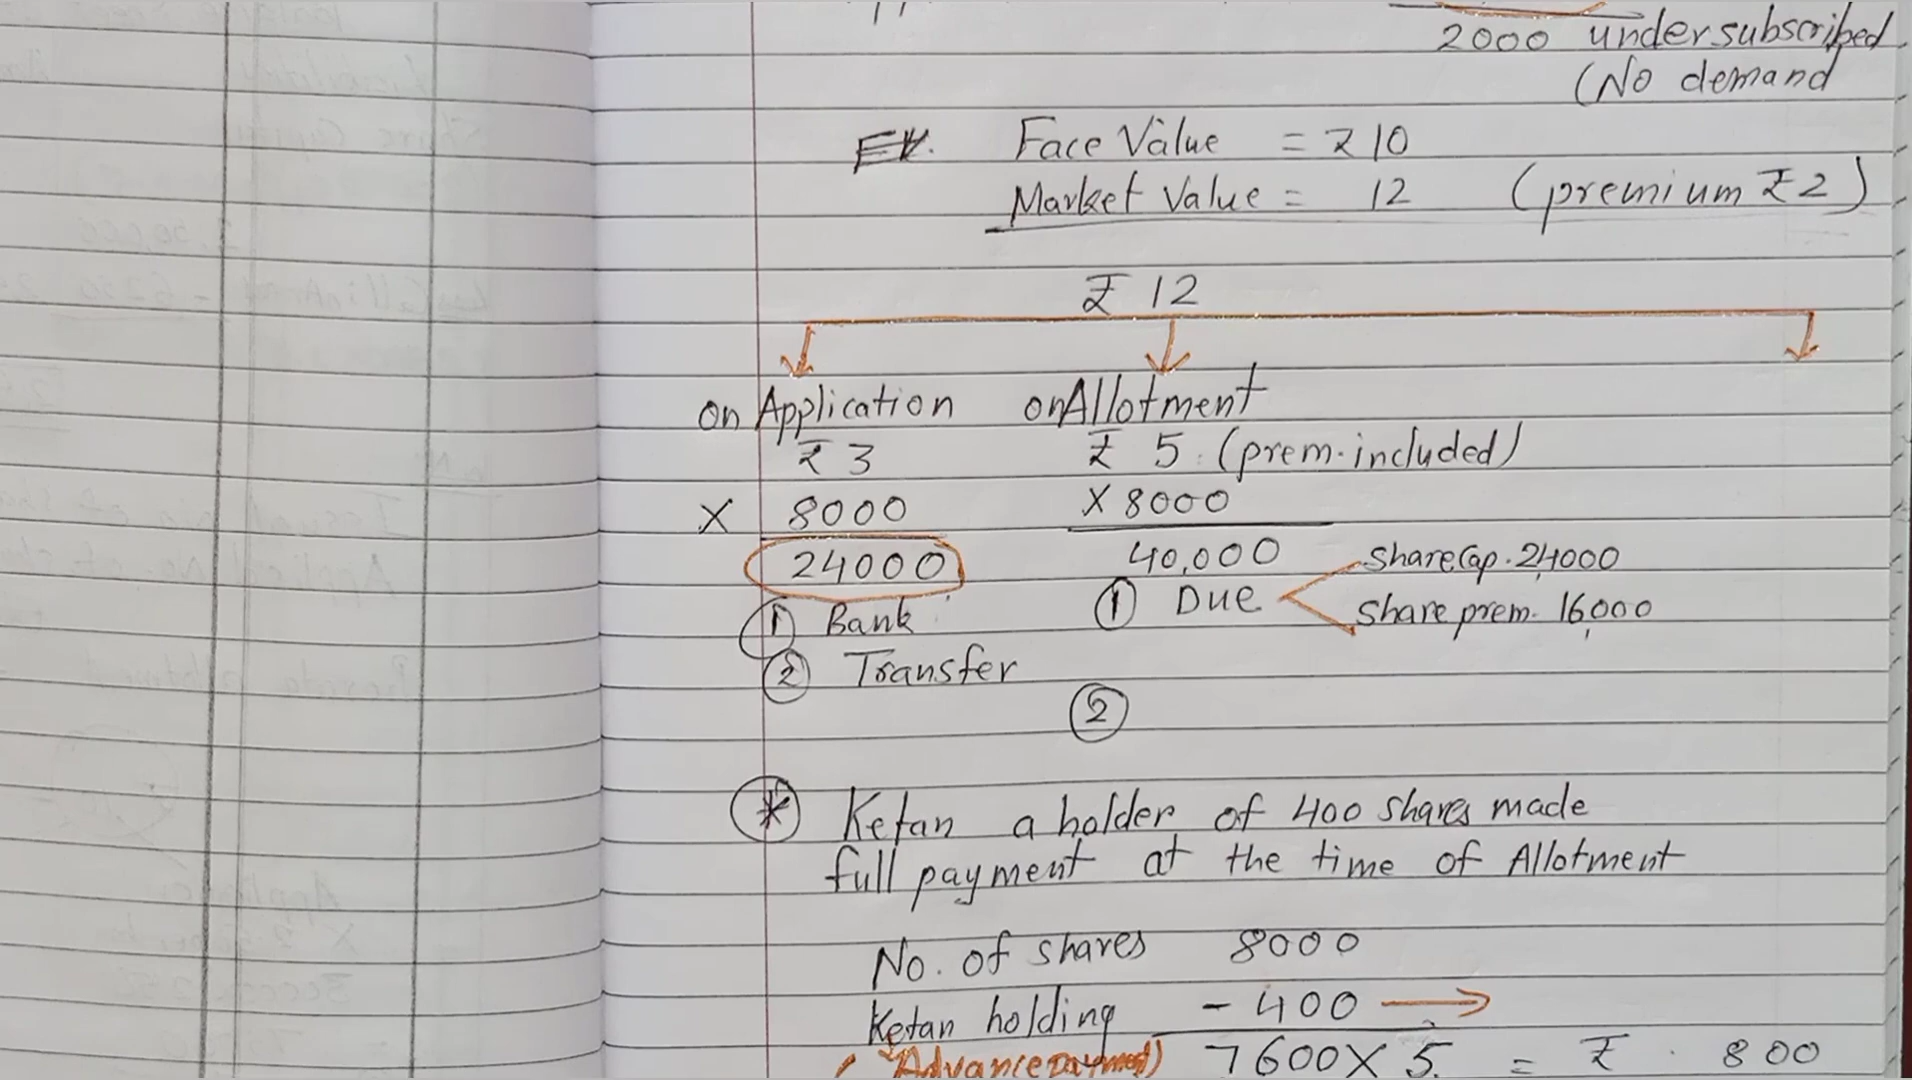 2000 undersubscribed
(No demand
Face Value = ₹10
Market Value = 12 (premium ₹2)
₹ 12
on Application on Allotment
₹ 3 ₹ 5 (prem. included)
X 8000 X 8000
24000 40,000 Share Cap. 24000
① Bank ① Due Share prem. 16,000
② Transfer
②
* Ketan a holder of 400 shares made
full payment at the time of Allotment
No. of shares 8000
Ketan holding - 400
(Advance payment) 7600 X 5 = ₹ 800